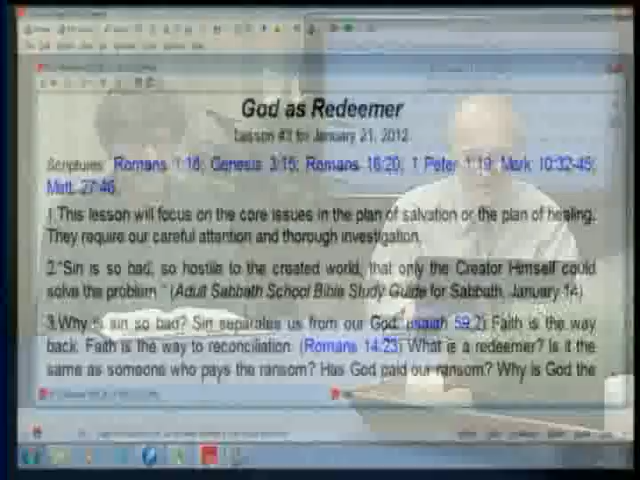 God as Redeemer
Lesson #3 for January 21, 2012
Scriptures: Romans 1:18; Genesis 3:15; Romans 16:20; 1 Peter 1:19; Mark 10:32-45;
Matt. 27:46
1.This lesson will focus on the core issues in the plan of salvation or the plan of healing.
They require our careful attention and thorough investigation.
2."Sin is so bad, so hostile to the created world, that only the Creator Himself could
solve the problem." (Adult Sabbath School Bible Study Guide for Sabbath, January 14)
3.Why is sin so bad? Sin separates us from our God. (Isaiah 59:2) Faith is the way
back. Faith is the way to reconciliation. (Romans 14:23) What is a redeemer? Is it the
same as someone who pays the ransom? Has God paid our ransom? Why is God the